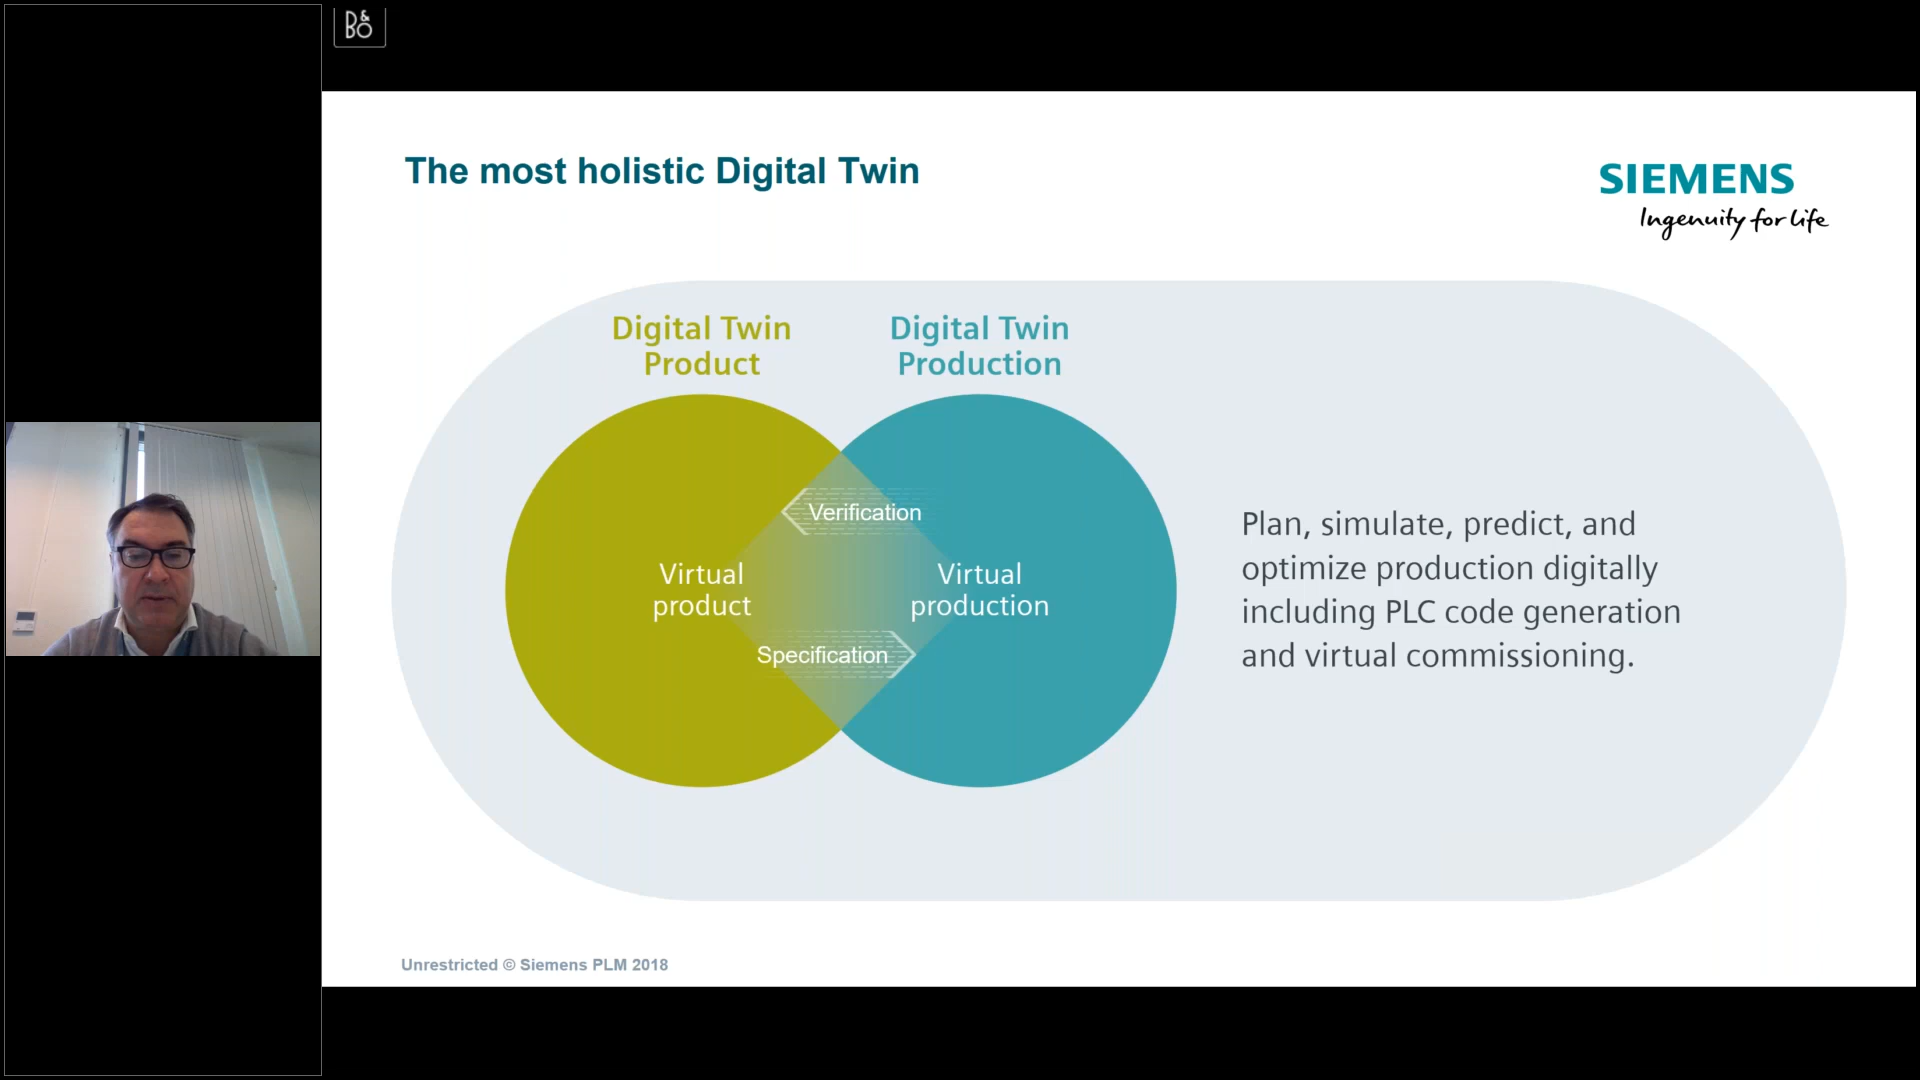 B&O
The most holistic Digital Twin
SIEMENS
Ingenuity for life
Digital Twin
Product
Digital Twin
Production
Verification
Virtual
product
Virtual
production
Specification
Plan, simulate, predict, and
optimize production digitally
including PLC code generation
and virtual commissioning.
Unrestricted © Siemens PLM 2018